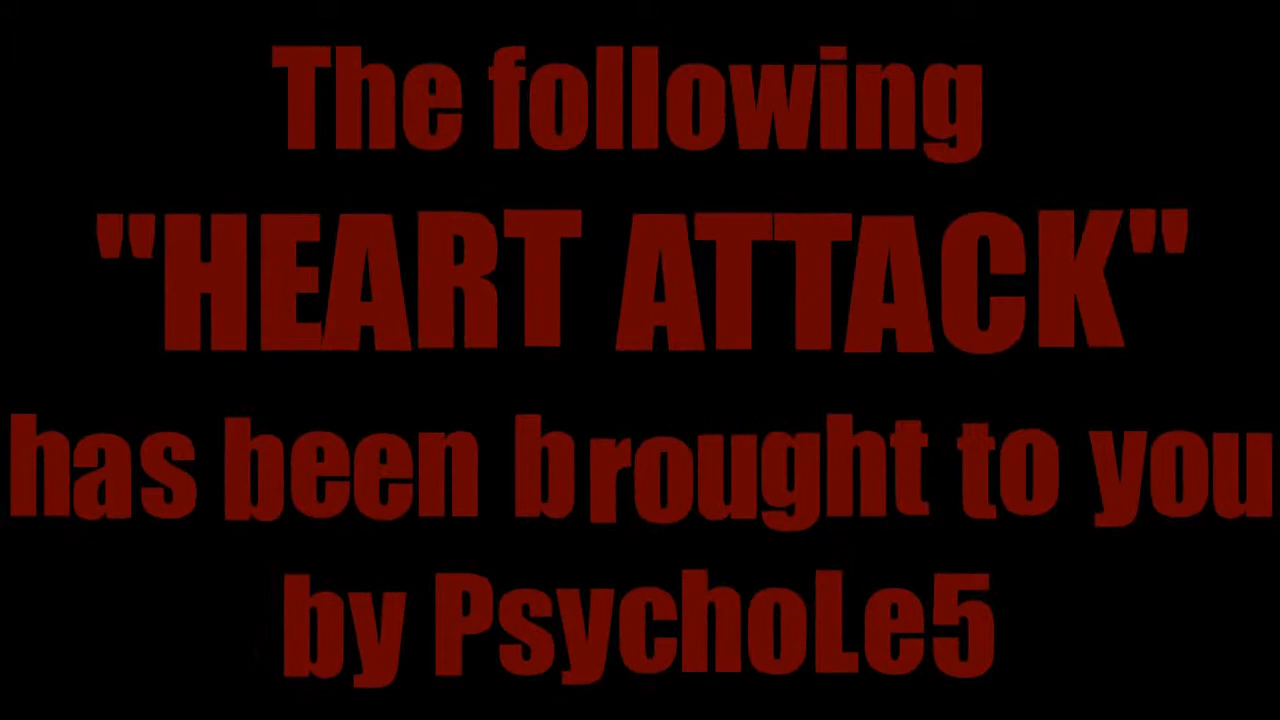 The following
"HEART ATTACK"
has been brought to you
by PsychoLe5